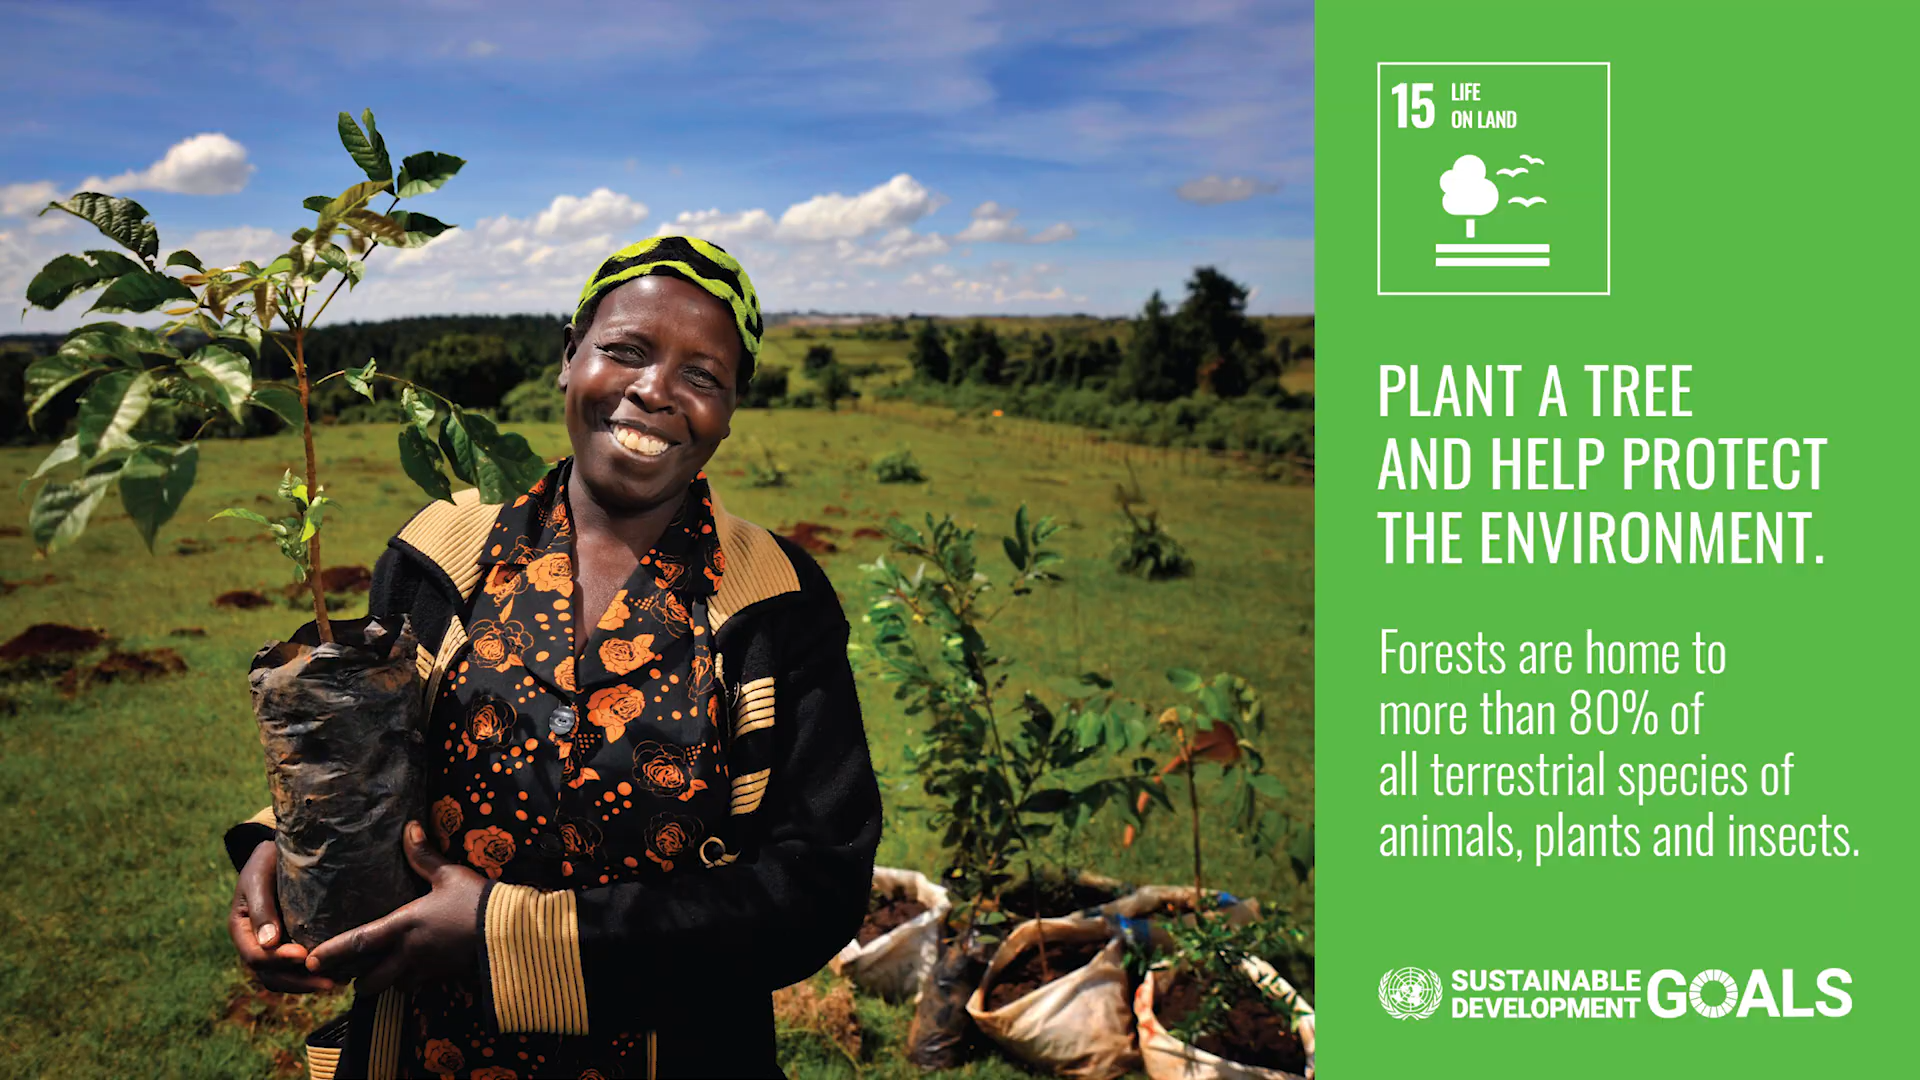 15 LIFE
ON LAND
PLANT A TREE
AND HELP PROTECT
THE ENVIRONMENT.
Forests are home to
more than 80% of
all terrestrial species of
animals, plants and insects.
SUSTAINABLE
DEVELOPMENT GOALS